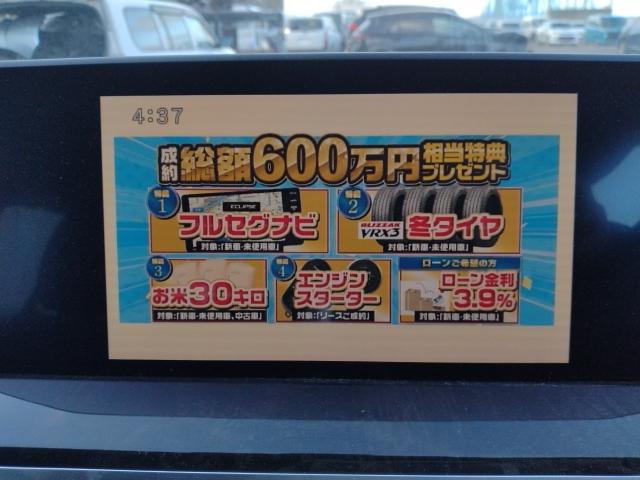 4:37
成約 総額600万円 相当特典プレゼント
特典1
ECLIPSE
フルセグナビ
対象:「新車・未使用車」
特典2
BLIZZAK
VRX3 冬タイヤ
対象:「新車・未使用車」
特典3
お米30キロ
対象:「新車・未使用車、中古車」
特典4
エンジン
スターター
対象:「リースご成約」
ローンご希望の方
ローン金利
3.9%
対象:「新車・未使用車」